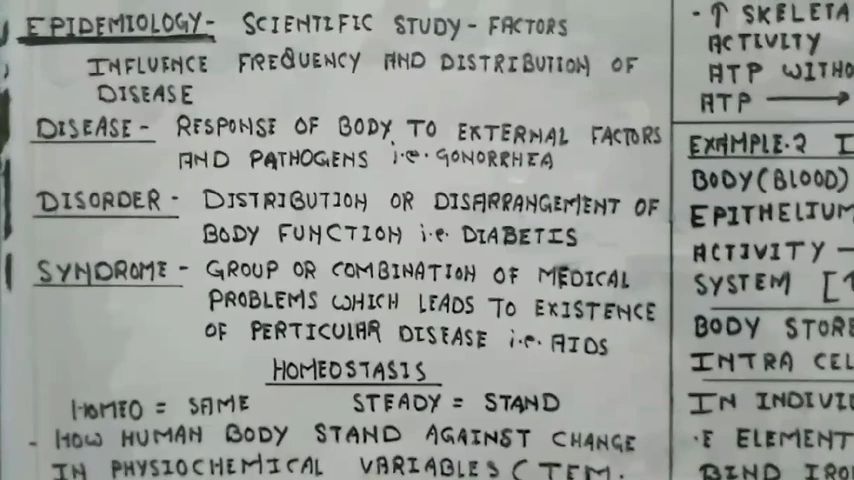 EPIDEMIOLOGY- SCIENTIFIC STUDY - FACTORS
INFLUENCE FREQUENCY AND DISTRIBUTION OF
DISEASE
DISEASE - RESPONSE OF BODY TO EXTERNAL FACTORS
AND PATHOGENS i.e. GONORRHEA
DISORDER - DISTRIBUTION OR DISARRANGEMENT OF
BODY FUNCTION i.e. DIABETIS
SYNDROME - GROUP OR COMBINATION OF MEDICAL
PROBLEMS WHICH LEADS TO EXISTENCE
OF PERTICULAR DISEASE i.e. AIDS
HOMEOSTASIS
HOMEO = SAME STEADY = STAND
- HOW HUMAN BODY STAND AGAINST CHANGE
IN PHYSIOCHEMICAL VARIABLES (TEM.
- ↑ SKELETA
ACTIVITY
ATP WITHO
ATP →
EXAMPLE.2 I
BODY (BLOOD)
EPITHELIUM
ACTIVITY -
SYSTEM [↑
BODY STORE
INTRA CEL
IN INDIVI
.E ELEMENT
BIND IRO